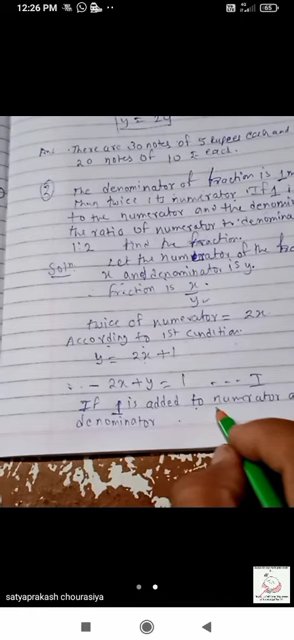 12:26 PM
65
y = 2y
Ans: There are 30 notes of 5 Rupees each and
20 notes of 10 ₹ each.
② The denominator of fraction is 1
than twice its numerator. If 1
to the numerator and the
the ratio of numerator to
1:2 find the fraction.
Soln Let the numerator of the
x and denominator is y.
∴ fraction is x/y
twice of numerator = 2x
According to 1st condition
y = 2x + 1
∴ - 2x + y = 1 --- I
If 1 is added to numrator
denominator
satyaprakash chourasiya